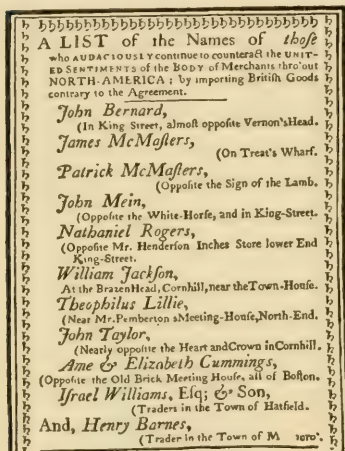 A LIST of the Names of thoſe
who AUDACIOUSLY continue to counteract the UNIT-
ED SENTIMENTS of the BODY of Merchants thro'out
NORTH-AMERICA; by importing Britiſh Goods
contrary to the Agreement.
John Bernard,
(In King Street, almoſt oppoſite Vernon's Head.
James McMaſters,
(On Treat's Wharf.
Patrick McMaſters,
(Oppoſite the Sign of the Lamb.
John Mein,
(Oppoſite the White-Horſe, and in King-Street.
Nathaniel Rogers,
(Oppoſite Mr. Henderſon Inches Store lower End
King-Street.
William Jackſon,
At the Brazen Head, Cornhill, near the Town-Houſe.
Theophilus Lillie,
(Near Mr. Pemberton's Meeting-Houſe, North-End.
John Taylor,
(Nearly oppoſite the Heart and Crown in Cornhill.
Ame & Elizabeth Cummings,
(Oppoſite the Old Brick Meeting Houſe, all of Boſton.
Iſrael Williams, Eſq; & Son,
(Traders in the Town of Hatfield.
And, Henry Barnes,
(Trader in the Town of